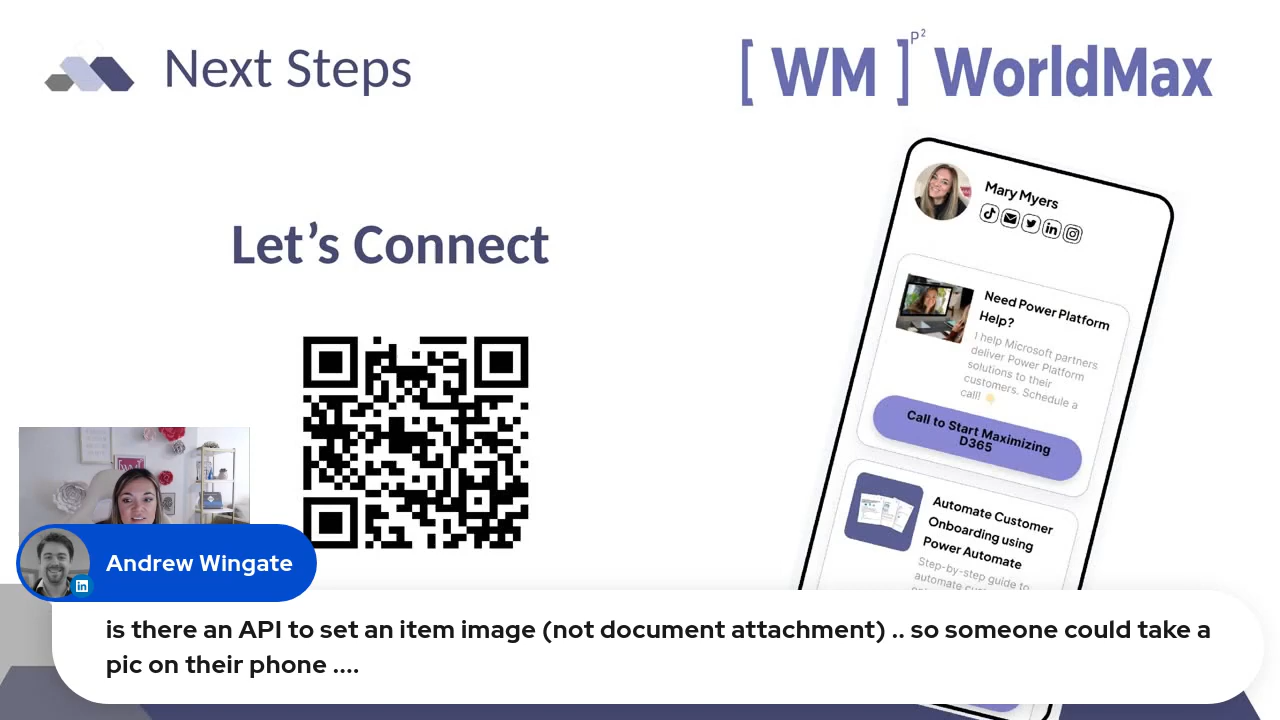 Next Steps
[ WM ]P² WorldMax
Let's Connect
Mary Myers
Need Power Platform
Help?
I help Microsoft partners
deliver Power Platform
solutions to their
customers. Schedule a
call! 👇
Call to Start Maximizing
D365
Automate Customer
Onboarding using
Power Automate
Step-by-step guide to
Andrew Wingate
is there an API to set an item image (not document attachment) .. so someone could take a
pic on their phone ....